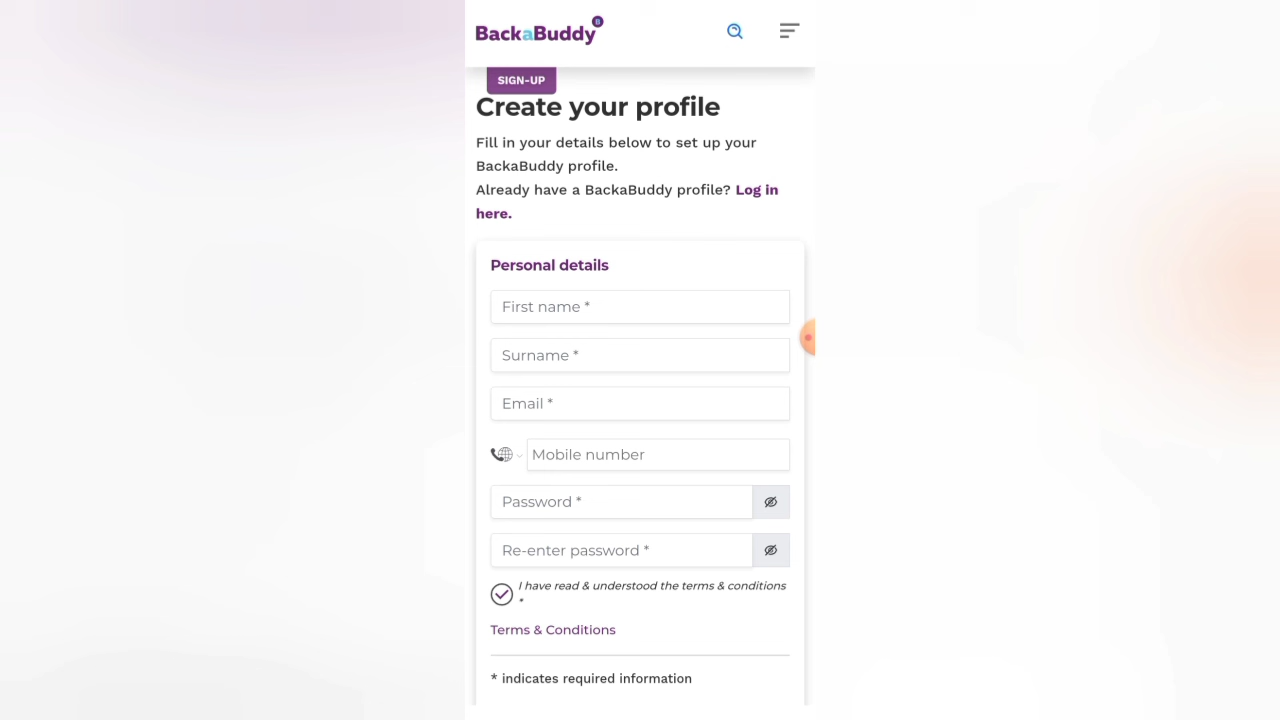 BackaBuddy B
SIGN-UP
Create your profile
Fill in your details below to set up your
BackaBuddy profile.
Already have a BackaBuddy profile? Log in
here.
Personal details
First name *
Surname *
Email *
Mobile number
Password *
Re-enter password *
I have read & understood the terms & conditions
*
Terms & Conditions
* indicates required information